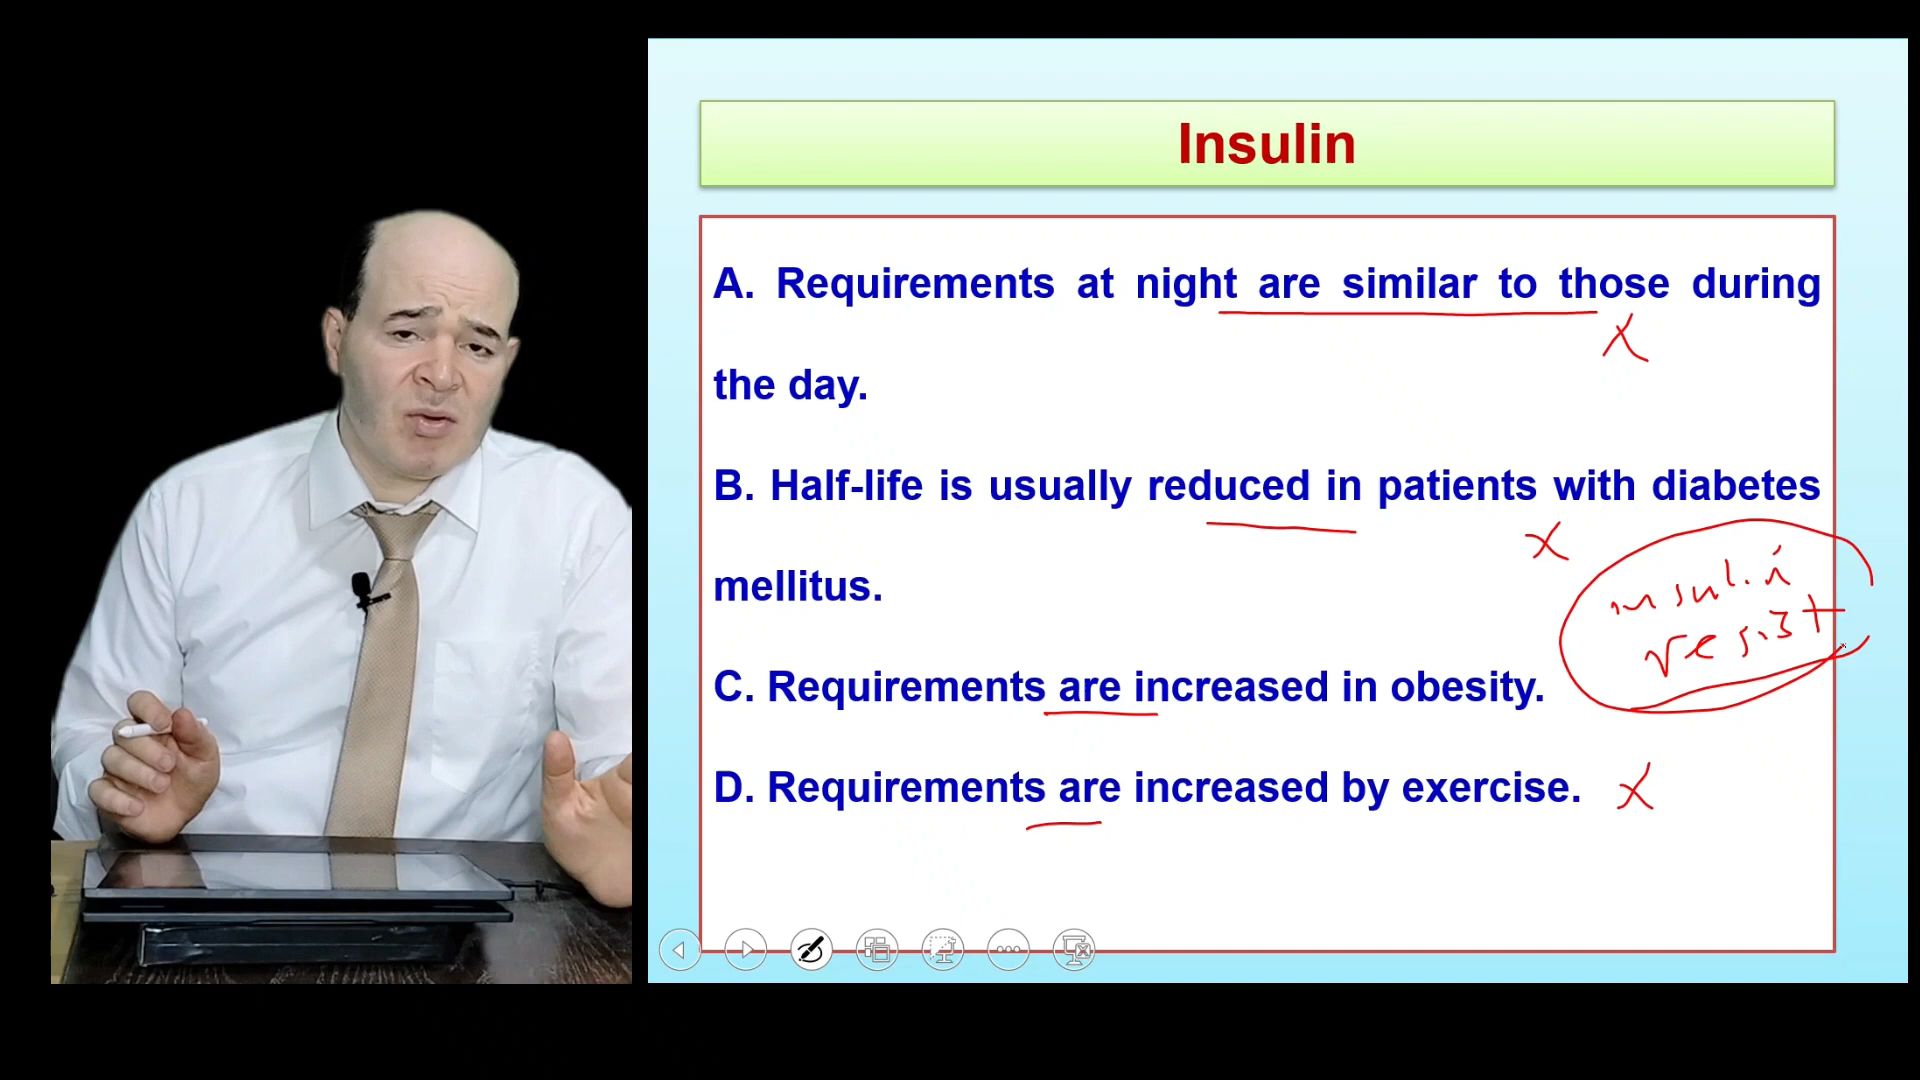 Insulin
A. Requirements at night are similar to those during
the day.
B. Half-life is usually reduced in patients with diabetes
mellitus.
insulin
resist
C. Requirements are increased in obesity.
D. Requirements are increased by exercise.